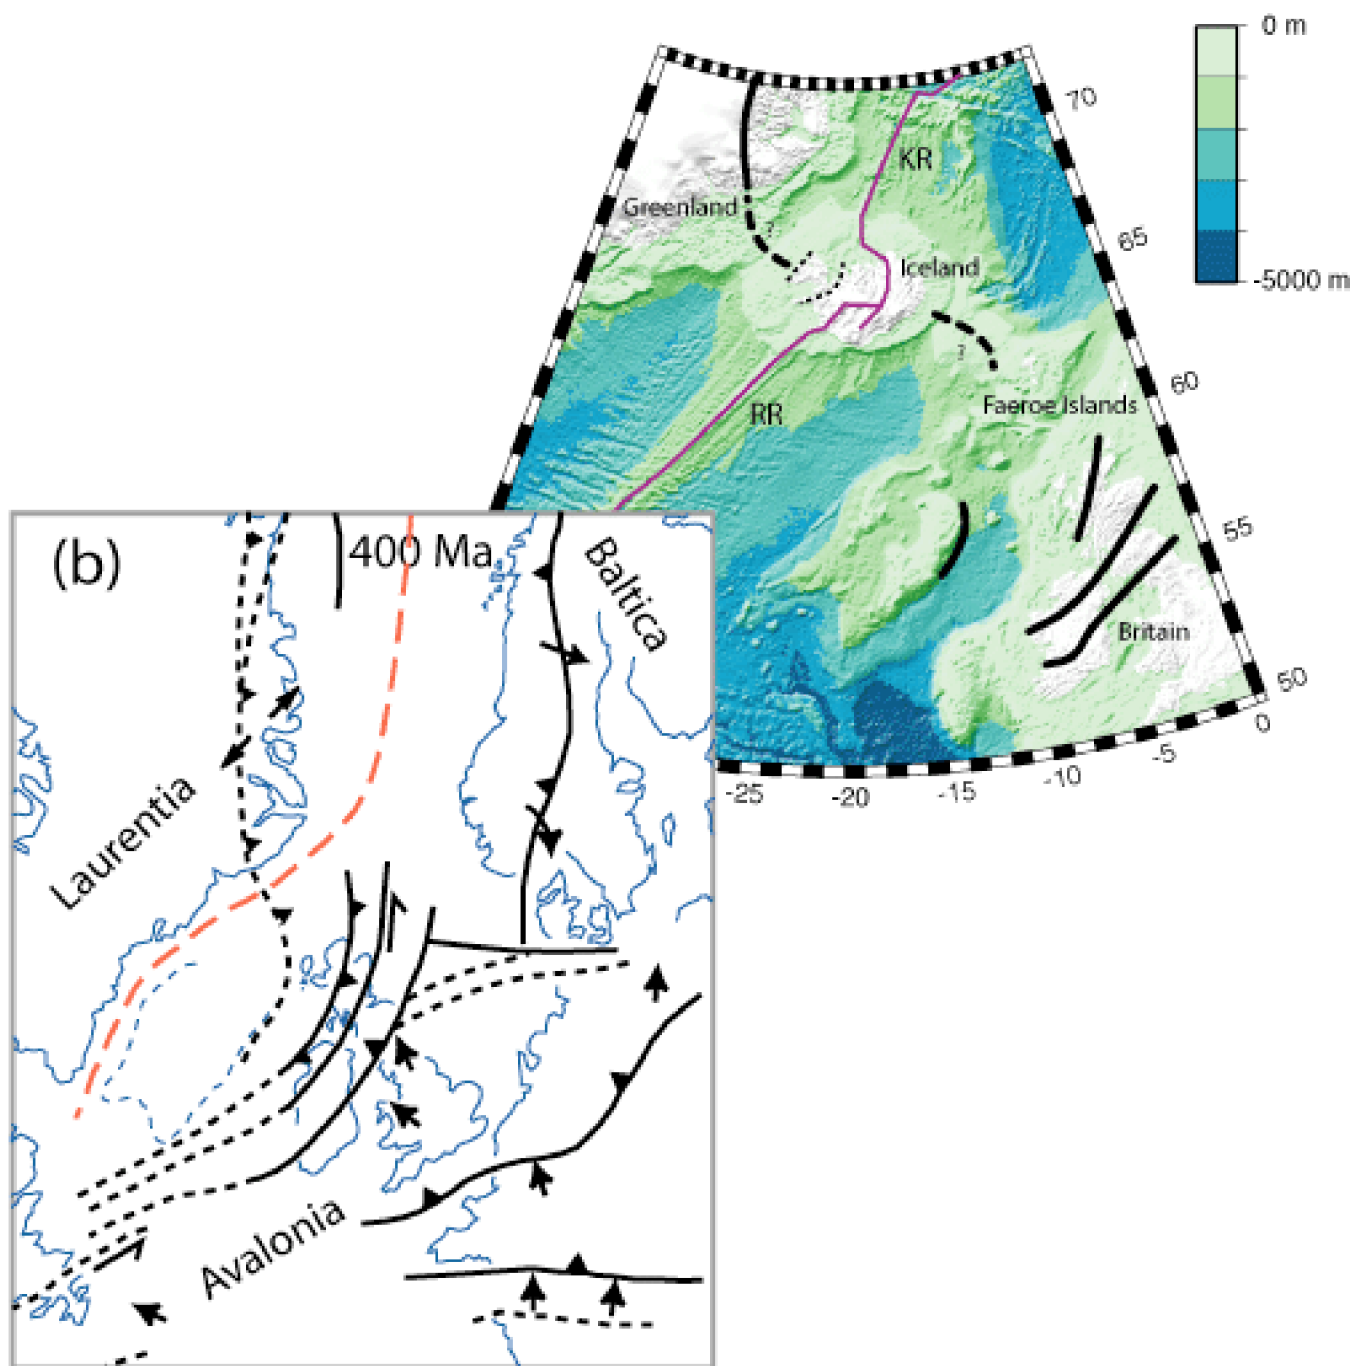 0 m
-5000 m
70
65
60
55
50
0
-5
-10
-15
-20
-25
KR
Greenland
?
Iceland
?
Faeroe Islands
RR
Britain
(b)
400 Ma
Baltica
Laurentia
Avalonia